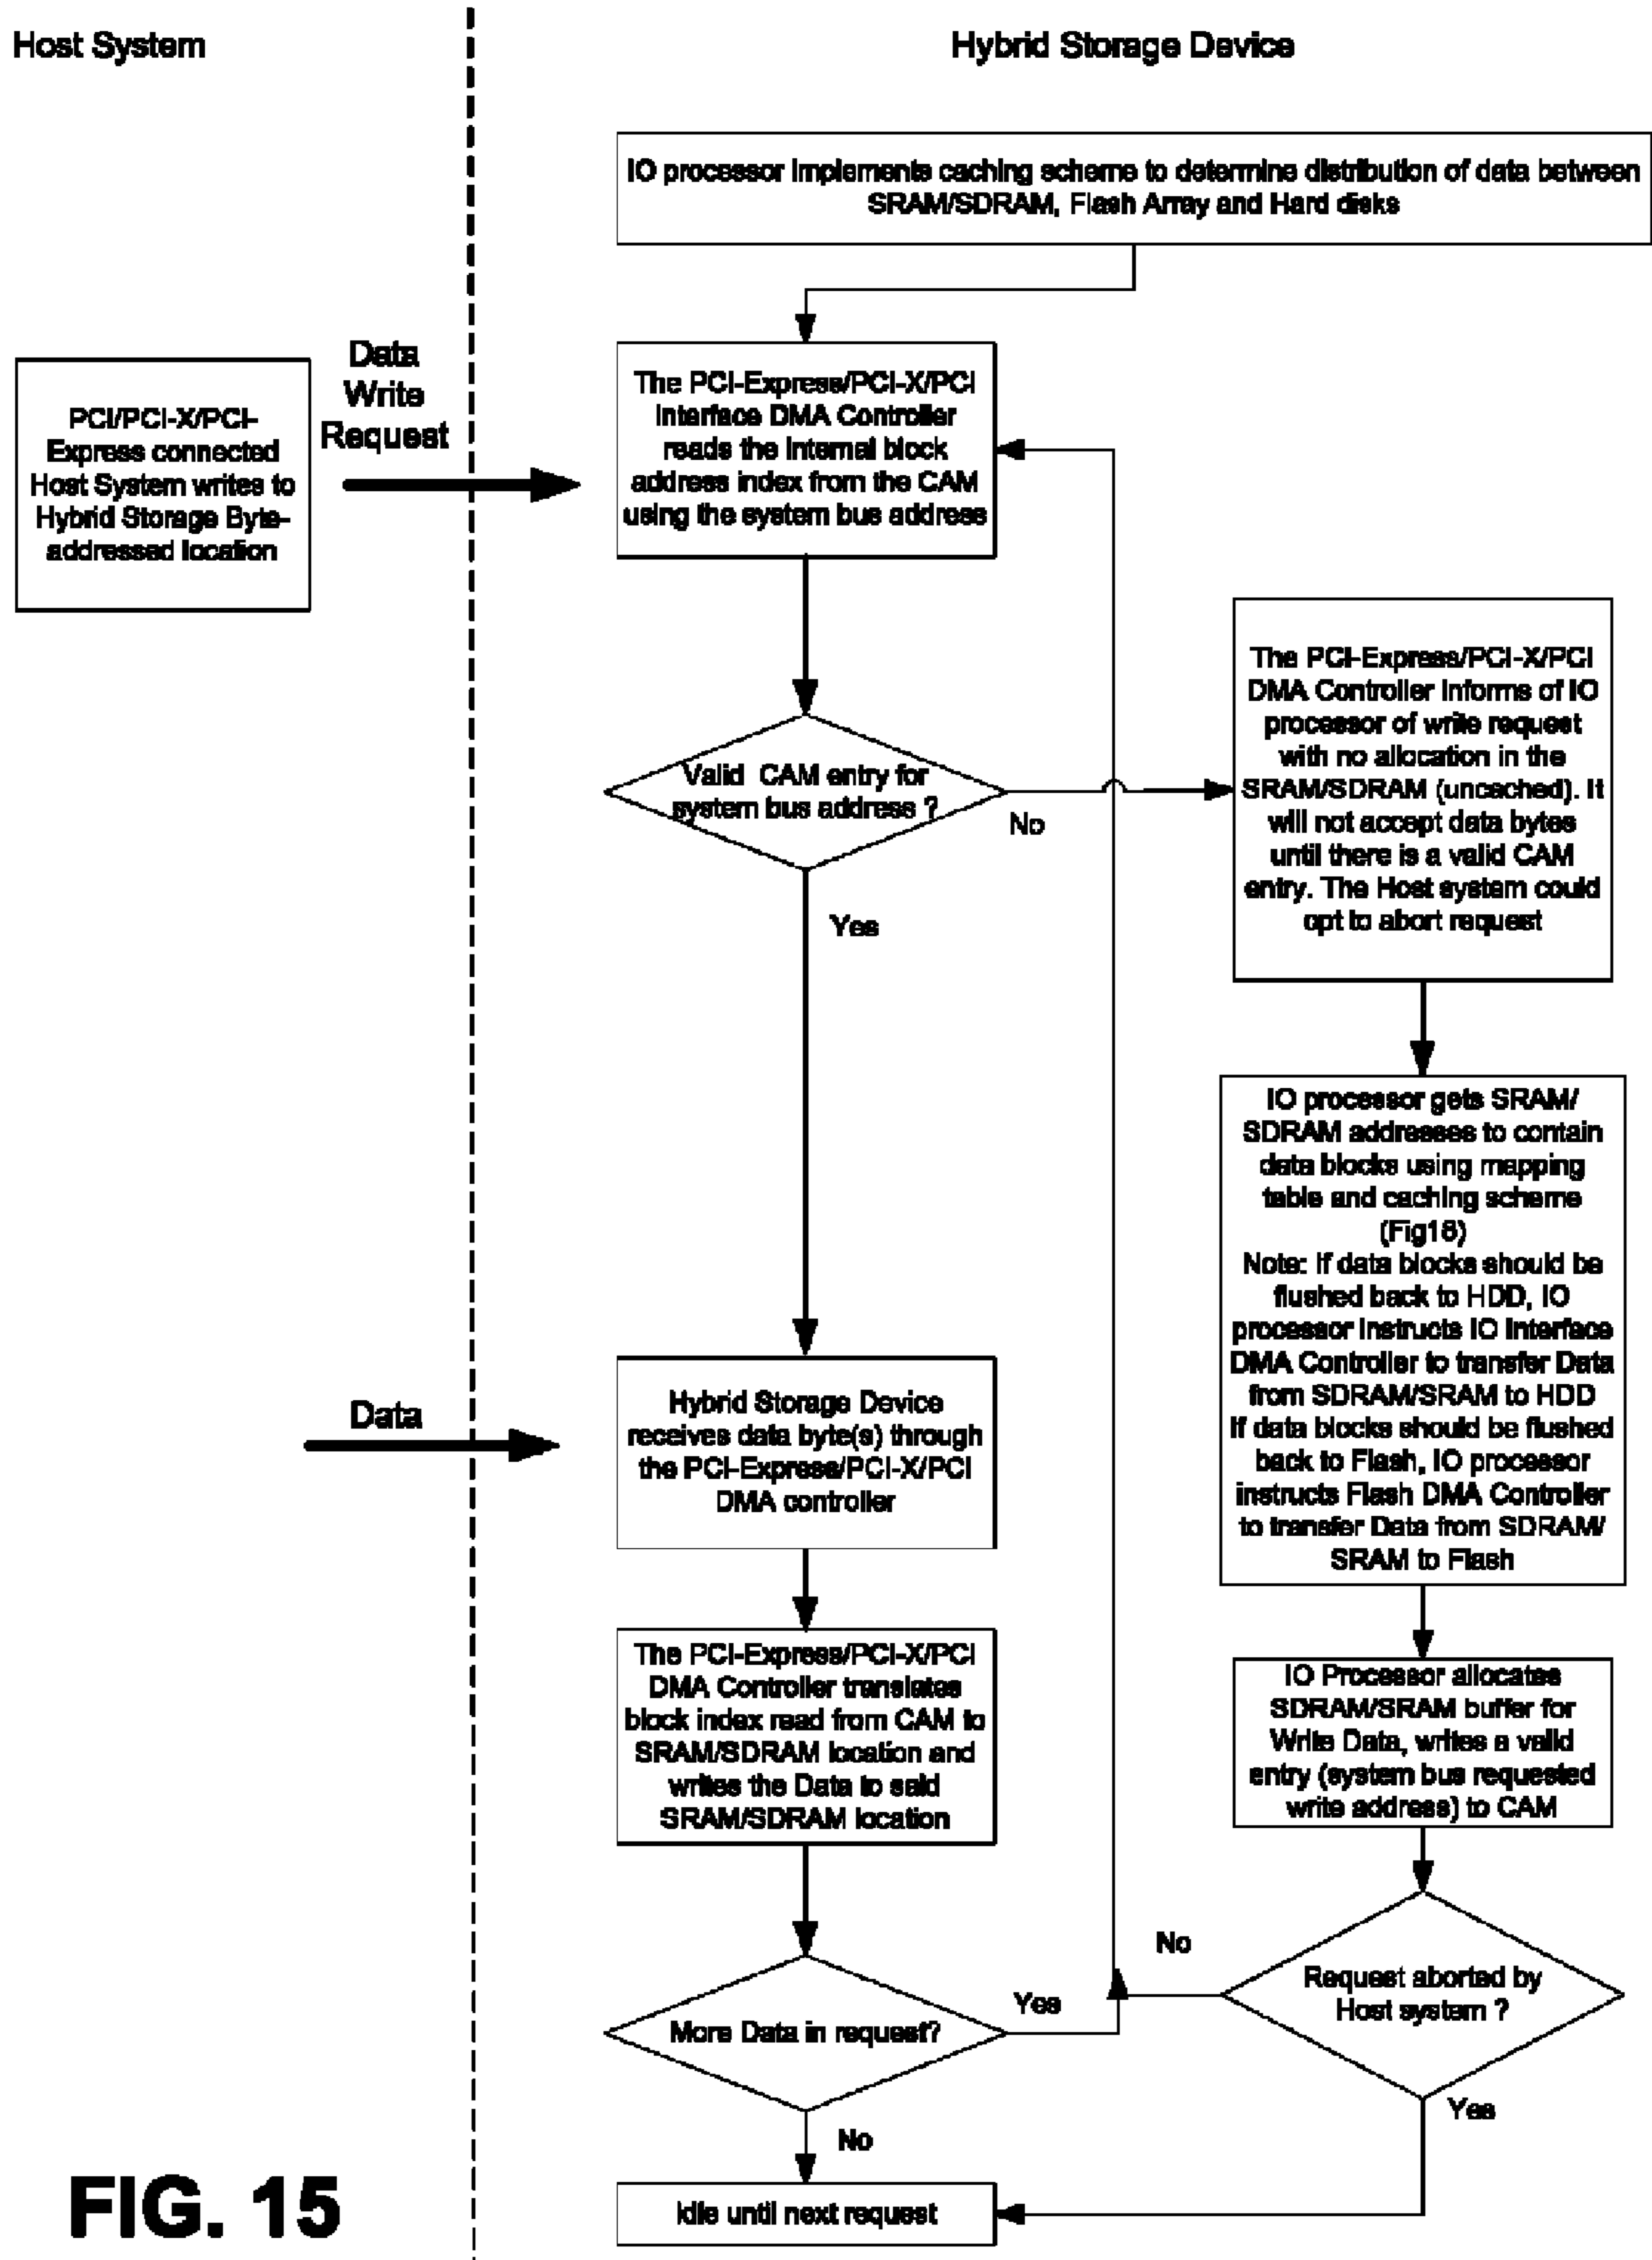 Host System
Hybrid Storage Device
IO processor implements caching scheme to determine distribution of data between
SRAM/SDRAM, Flash Array and Hard disks
PCI/PCI-X/PCI-
Express connected
Host System writes to
Hybrid Storage Byte-
addressed location
Data
Write
Request
The PCI-Express/PCI-X/PCI
Interface DMA Controller
reads the Internal block
address index from the CAM
using the system bus address
Valid CAM entry for
system bus address ?
No
Yes
The PCI-Express/PCI-X/PCI
DMA Controller informs of IO
processor of write request
with no allocation in the
SRAM/SDRAM (uncached). It
will not accept data bytes
until there is a valid CAM
entry. The Host system could
opt to abort request
IO processor gets SRAM/
SDRAM addresses to contain
data blocks using mapping
table and caching scheme
(Fig18)
Note: If data blocks should be
flushed back to HDD, IO
processor instructs IO Interface
DMA Controller to transfer Data
from SDRAM/SRAM to HDD
If data blocks should be flushed
back to Flash, IO processor
instructs Flash DMA Controller
to transfer Data from SDRAM/
SRAM to Flash
Data
Hybrid Storage Device
receives data byte(s) through
the PCI-Express/PCI-X/PCI
DMA controller
The PCI-Express/PCI-X/PCI
DMA Controller translates
block index read from CAM to
SRAM/SDRAM location and
writes the Data to said
SRAM/SDRAM location
IO Processor allocates
SDRAM/SRAM buffer for
Write Data, writes a valid
entry (system bus requested
write address) to CAM
More Data in request?
Yes
No
Request aborted by
Host system ?
No
Yes
Idle until next request
FIG. 15